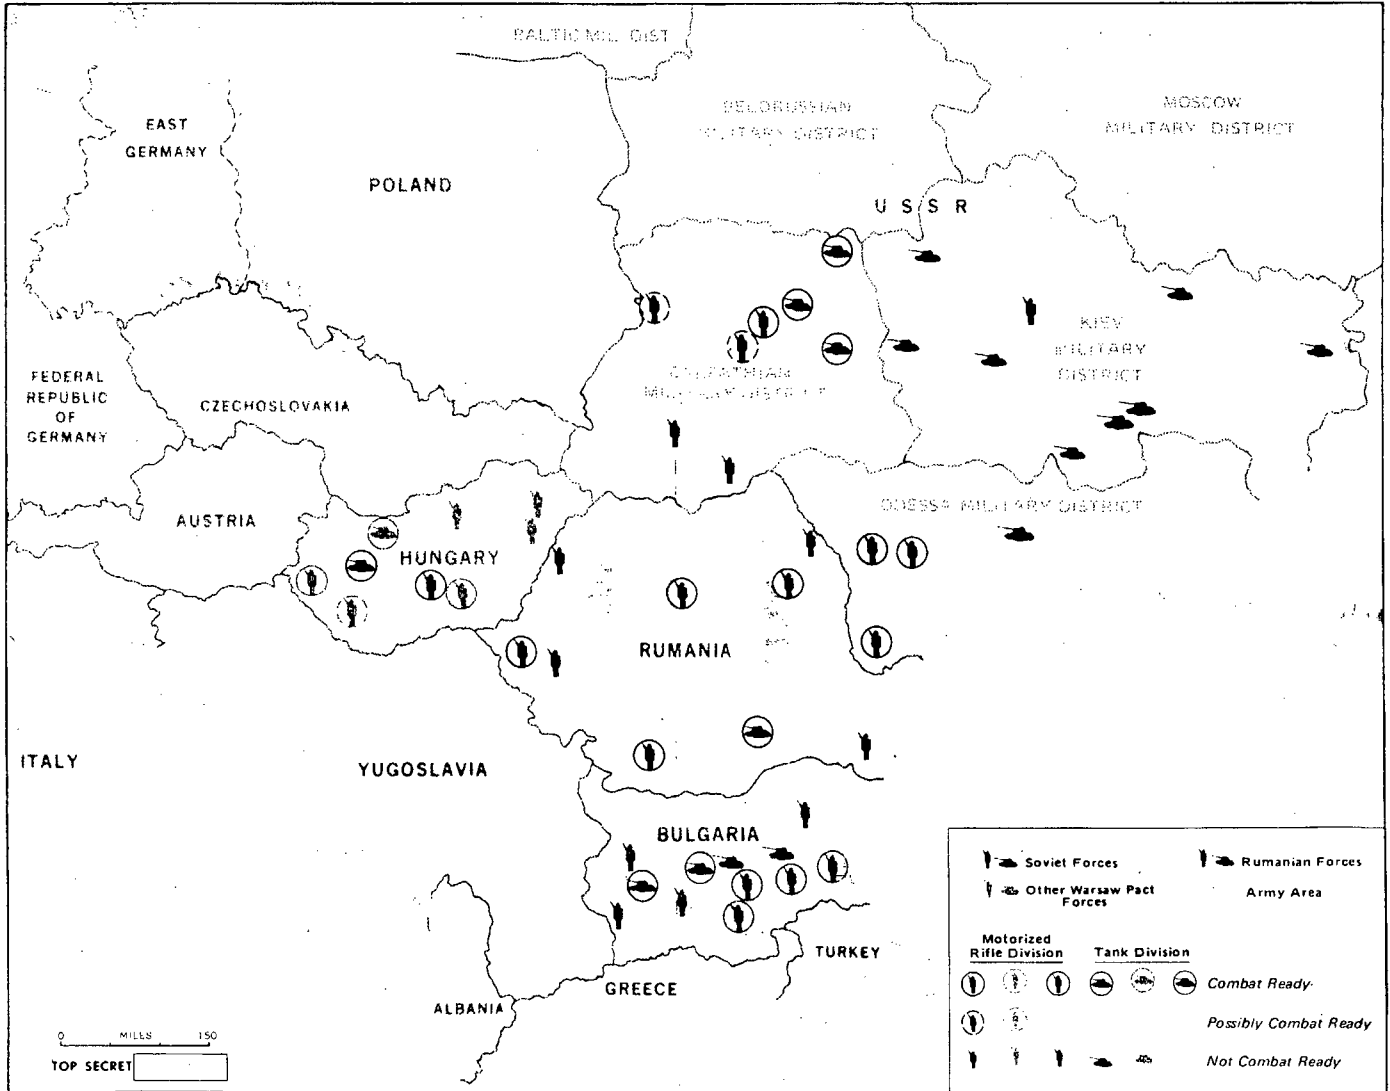 BALTIC MIL. DIST
BELORUSSIAN
MILITARY DISTRICT
MOSCOW
MILITARY DISTRICT
EAST
GERMANY
POLAND
U S S R
KIEV
MILITARY
DISTRICT
CARPATHIAN
MILITARY DISTRICT
FEDERAL
REPUBLIC
OF
GERMANY
CZECHOSLOVAKIA
ODESSA MILITARY DISTRICT
AUSTRIA
HUNGARY
RUMANIA
ITALY
YUGOSLAVIA
BULGARIA
TURKEY
GREECE
ALBANIA
0 MILES 150
TOP SECRET
Soviet Forces
Rumanian Forces
Other Warsaw Pact
Forces
Army Area
Motorized
Rifle Division
Tank Division
Combat Ready
Possibly Combat Ready
Not Combat Ready